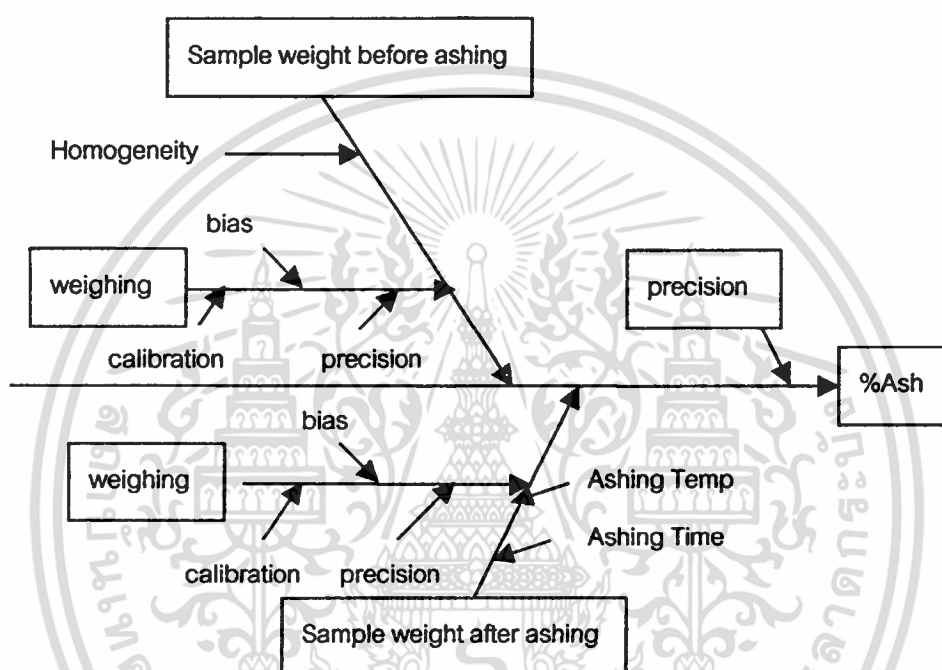 Sample weight before ashing
Homogeneity
bias
weighing
precision
calibration
precision
%Ash
bias
weighing
Ashing Temp
Ashing Time
calibration
precision
Sample weight after ashing